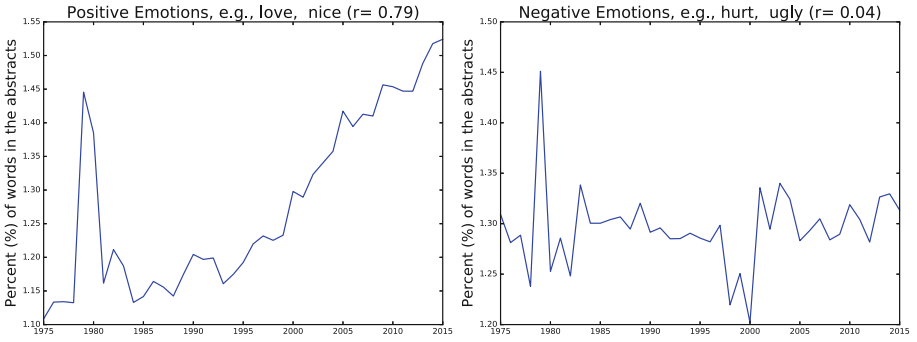 Positive Emotions, e.g., love, nice (r= 0.79)
Percent (%) of words in the abstracts
1.55
1.50
1.45
1.40
1.35
1.30
1.25
1.20
1.15
1.10
1975 1980 1985 1990 1995 2000 2005 2010 2015
Negative Emotions, e.g., hurt, ugly (r= 0.04)
Percent (%) of words in the abstracts
1.50
1.45
1.40
1.35
1.30
1.25
1.20
1975 1980 1985 1990 1995 2000 2005 2010 2015